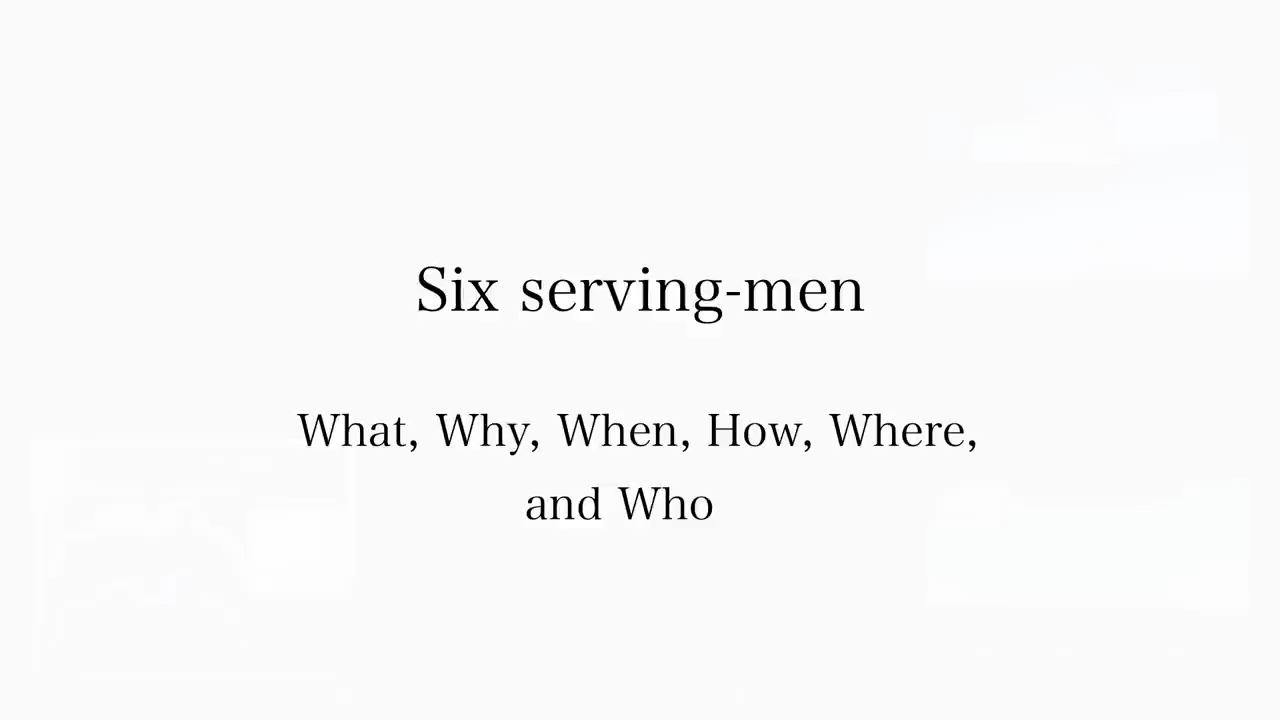 Six serving-men
What, Why, When, How, Where,
and Who